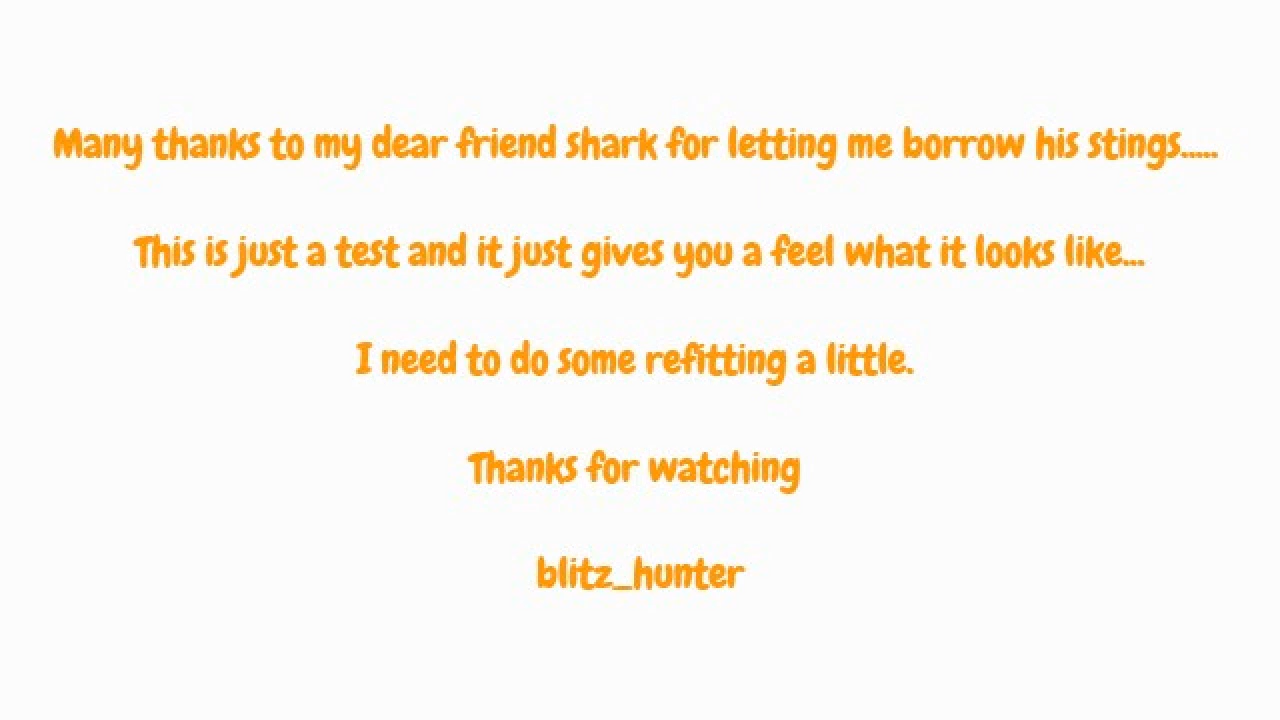 Many thanks to my dear friend shark for letting me borrow his stings.....
This is just a test and it just gives you a feel what it looks like...
I need to do some refitting a little.
Thanks for watching
blitz_hunter